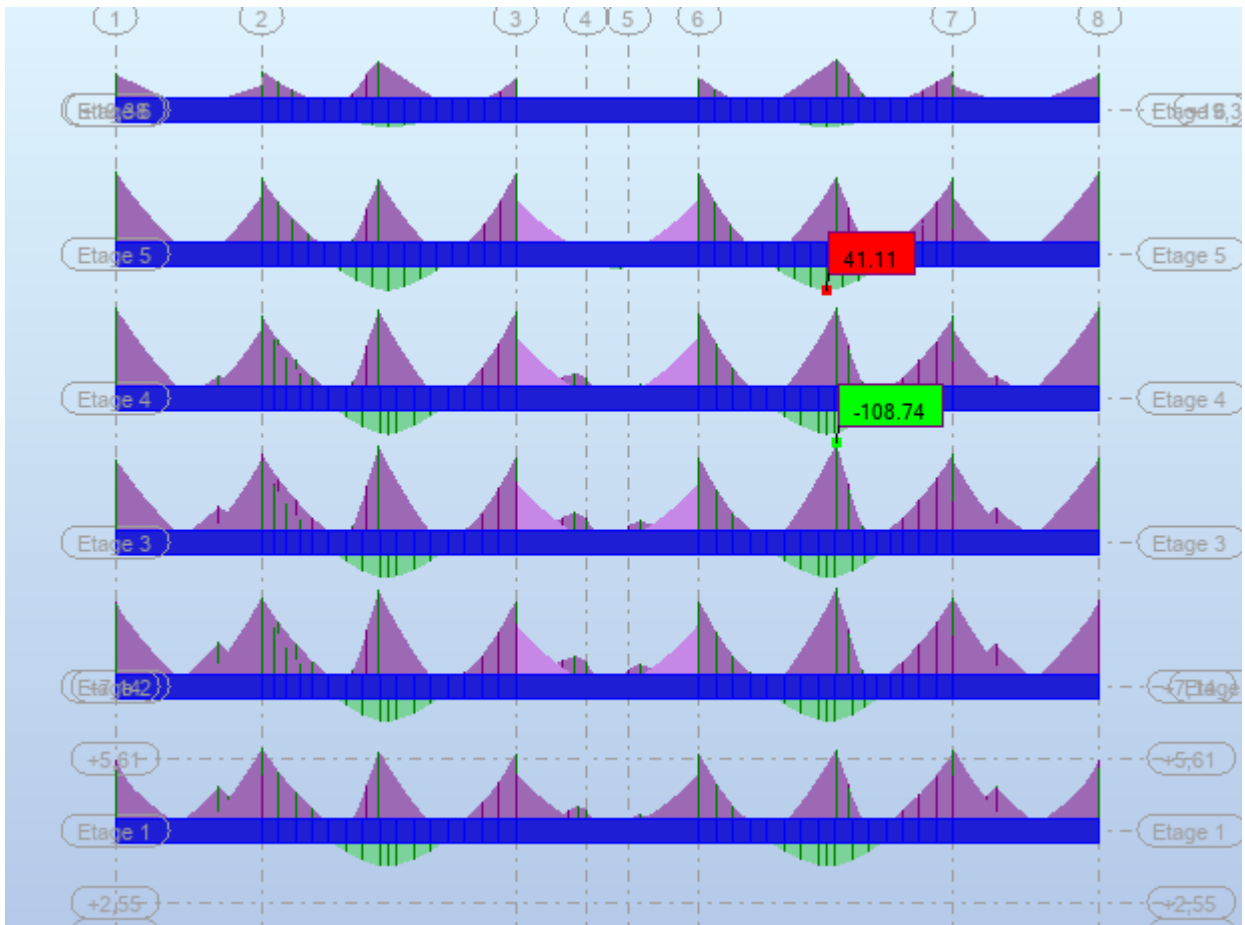 1 2 3 4 5 6 7 8
Etage 5 Etage 5
41.11
Etage 4 Etage 4
-108.74
Etage 3 Etage 3
+5,61 +5,61
Etage 1 Etage 1
+2,55 +2,55